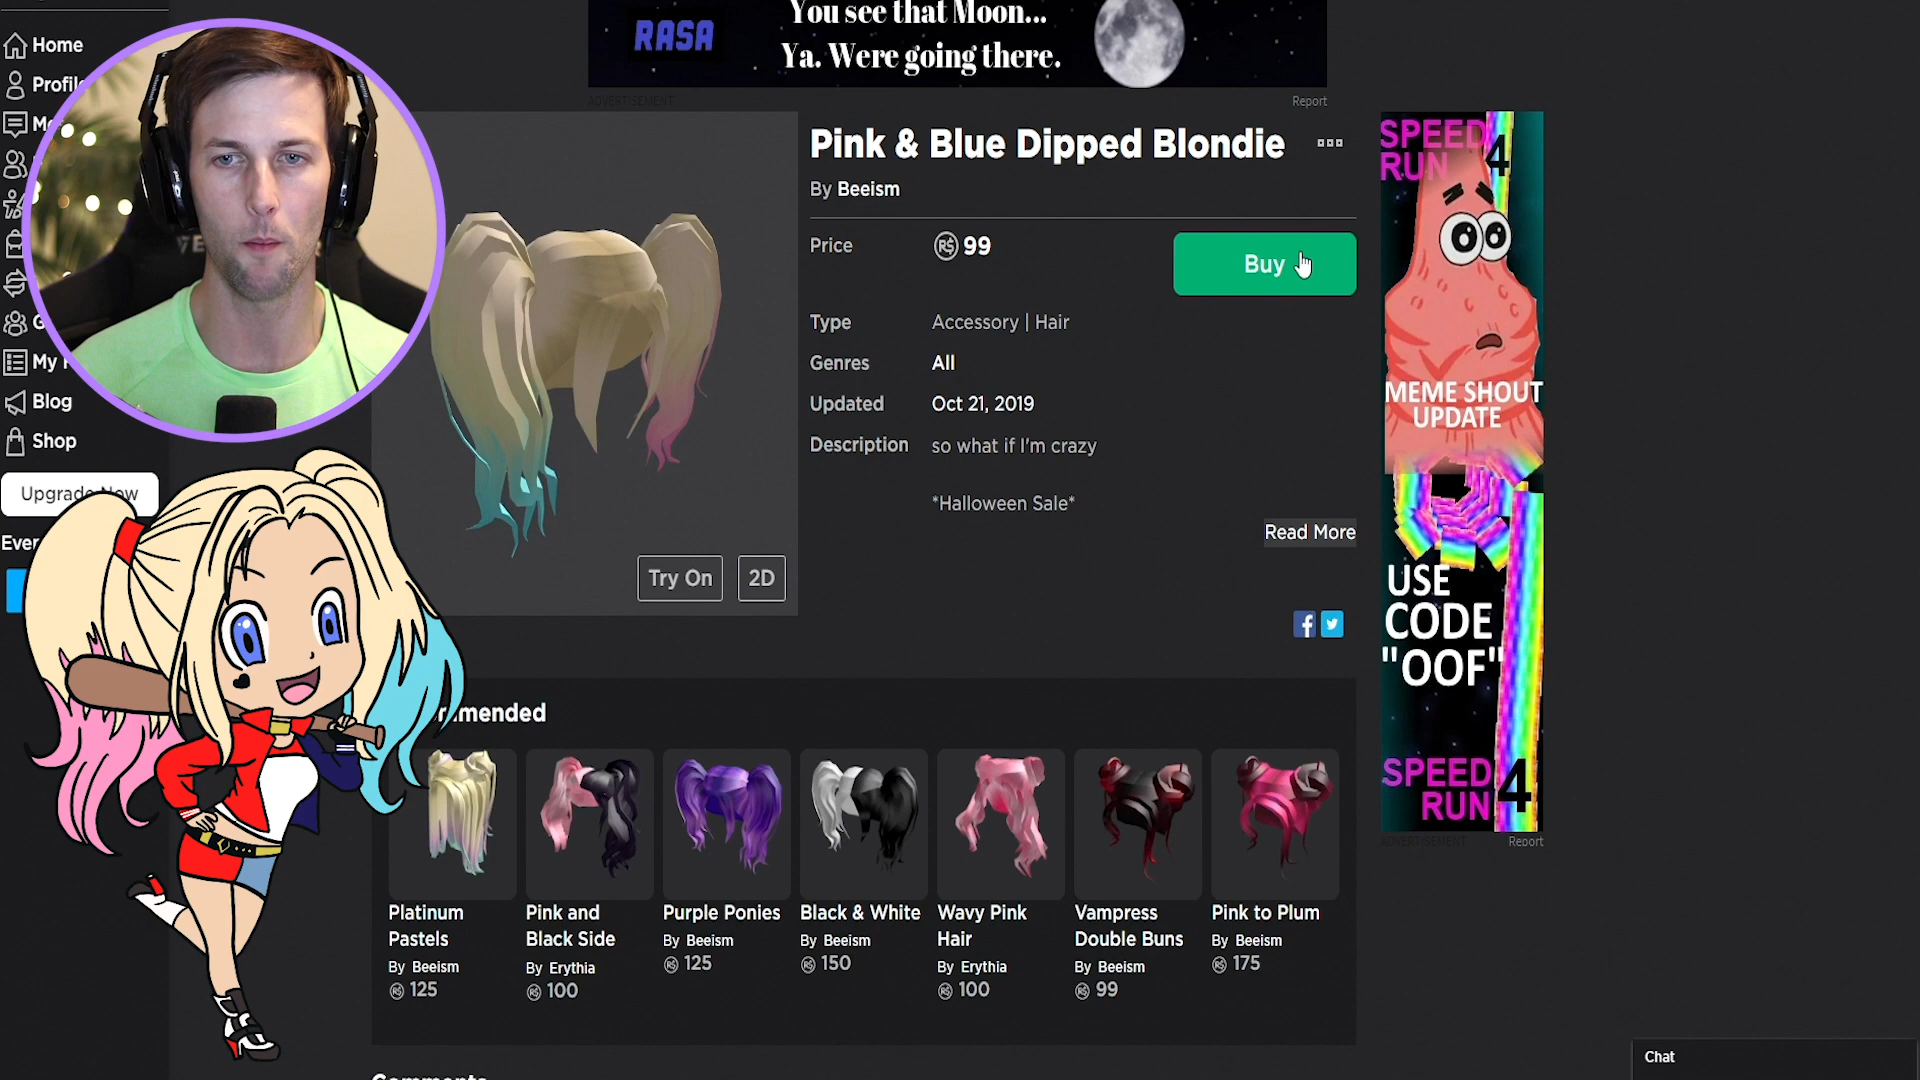 RASA
You see that Moon...
Ya. Were going there.
ADVERTISEMENT
Report
Home
Profile
My
Blog
Shop
Upgrade Now
Pink & Blue Dipped Blondie
By Beeism
Price
R$ 99
Buy
Type
Accessory | Hair
Genres
All
Updated
Oct 21, 2019
Description
so what if I'm crazy
*Halloween Sale*
Read More
Try On
2D
SPEED
RUN 4
MEME SHOUT
UPDATE
USE
CODE
"OOF"
SPEED
RUN 4
ADVERTISEMENT
Report
Platinum
Pastels
By Beeism
125
Pink and
Black Side
By Erythia
100
Purple Ponies
By Beeism
125
Black & White
By Beeism
150
Wavy Pink
Hair
By Erythia
100
Vampress
Double Buns
By Beeism
99
Pink to Plum
By Beeism
175
Chat